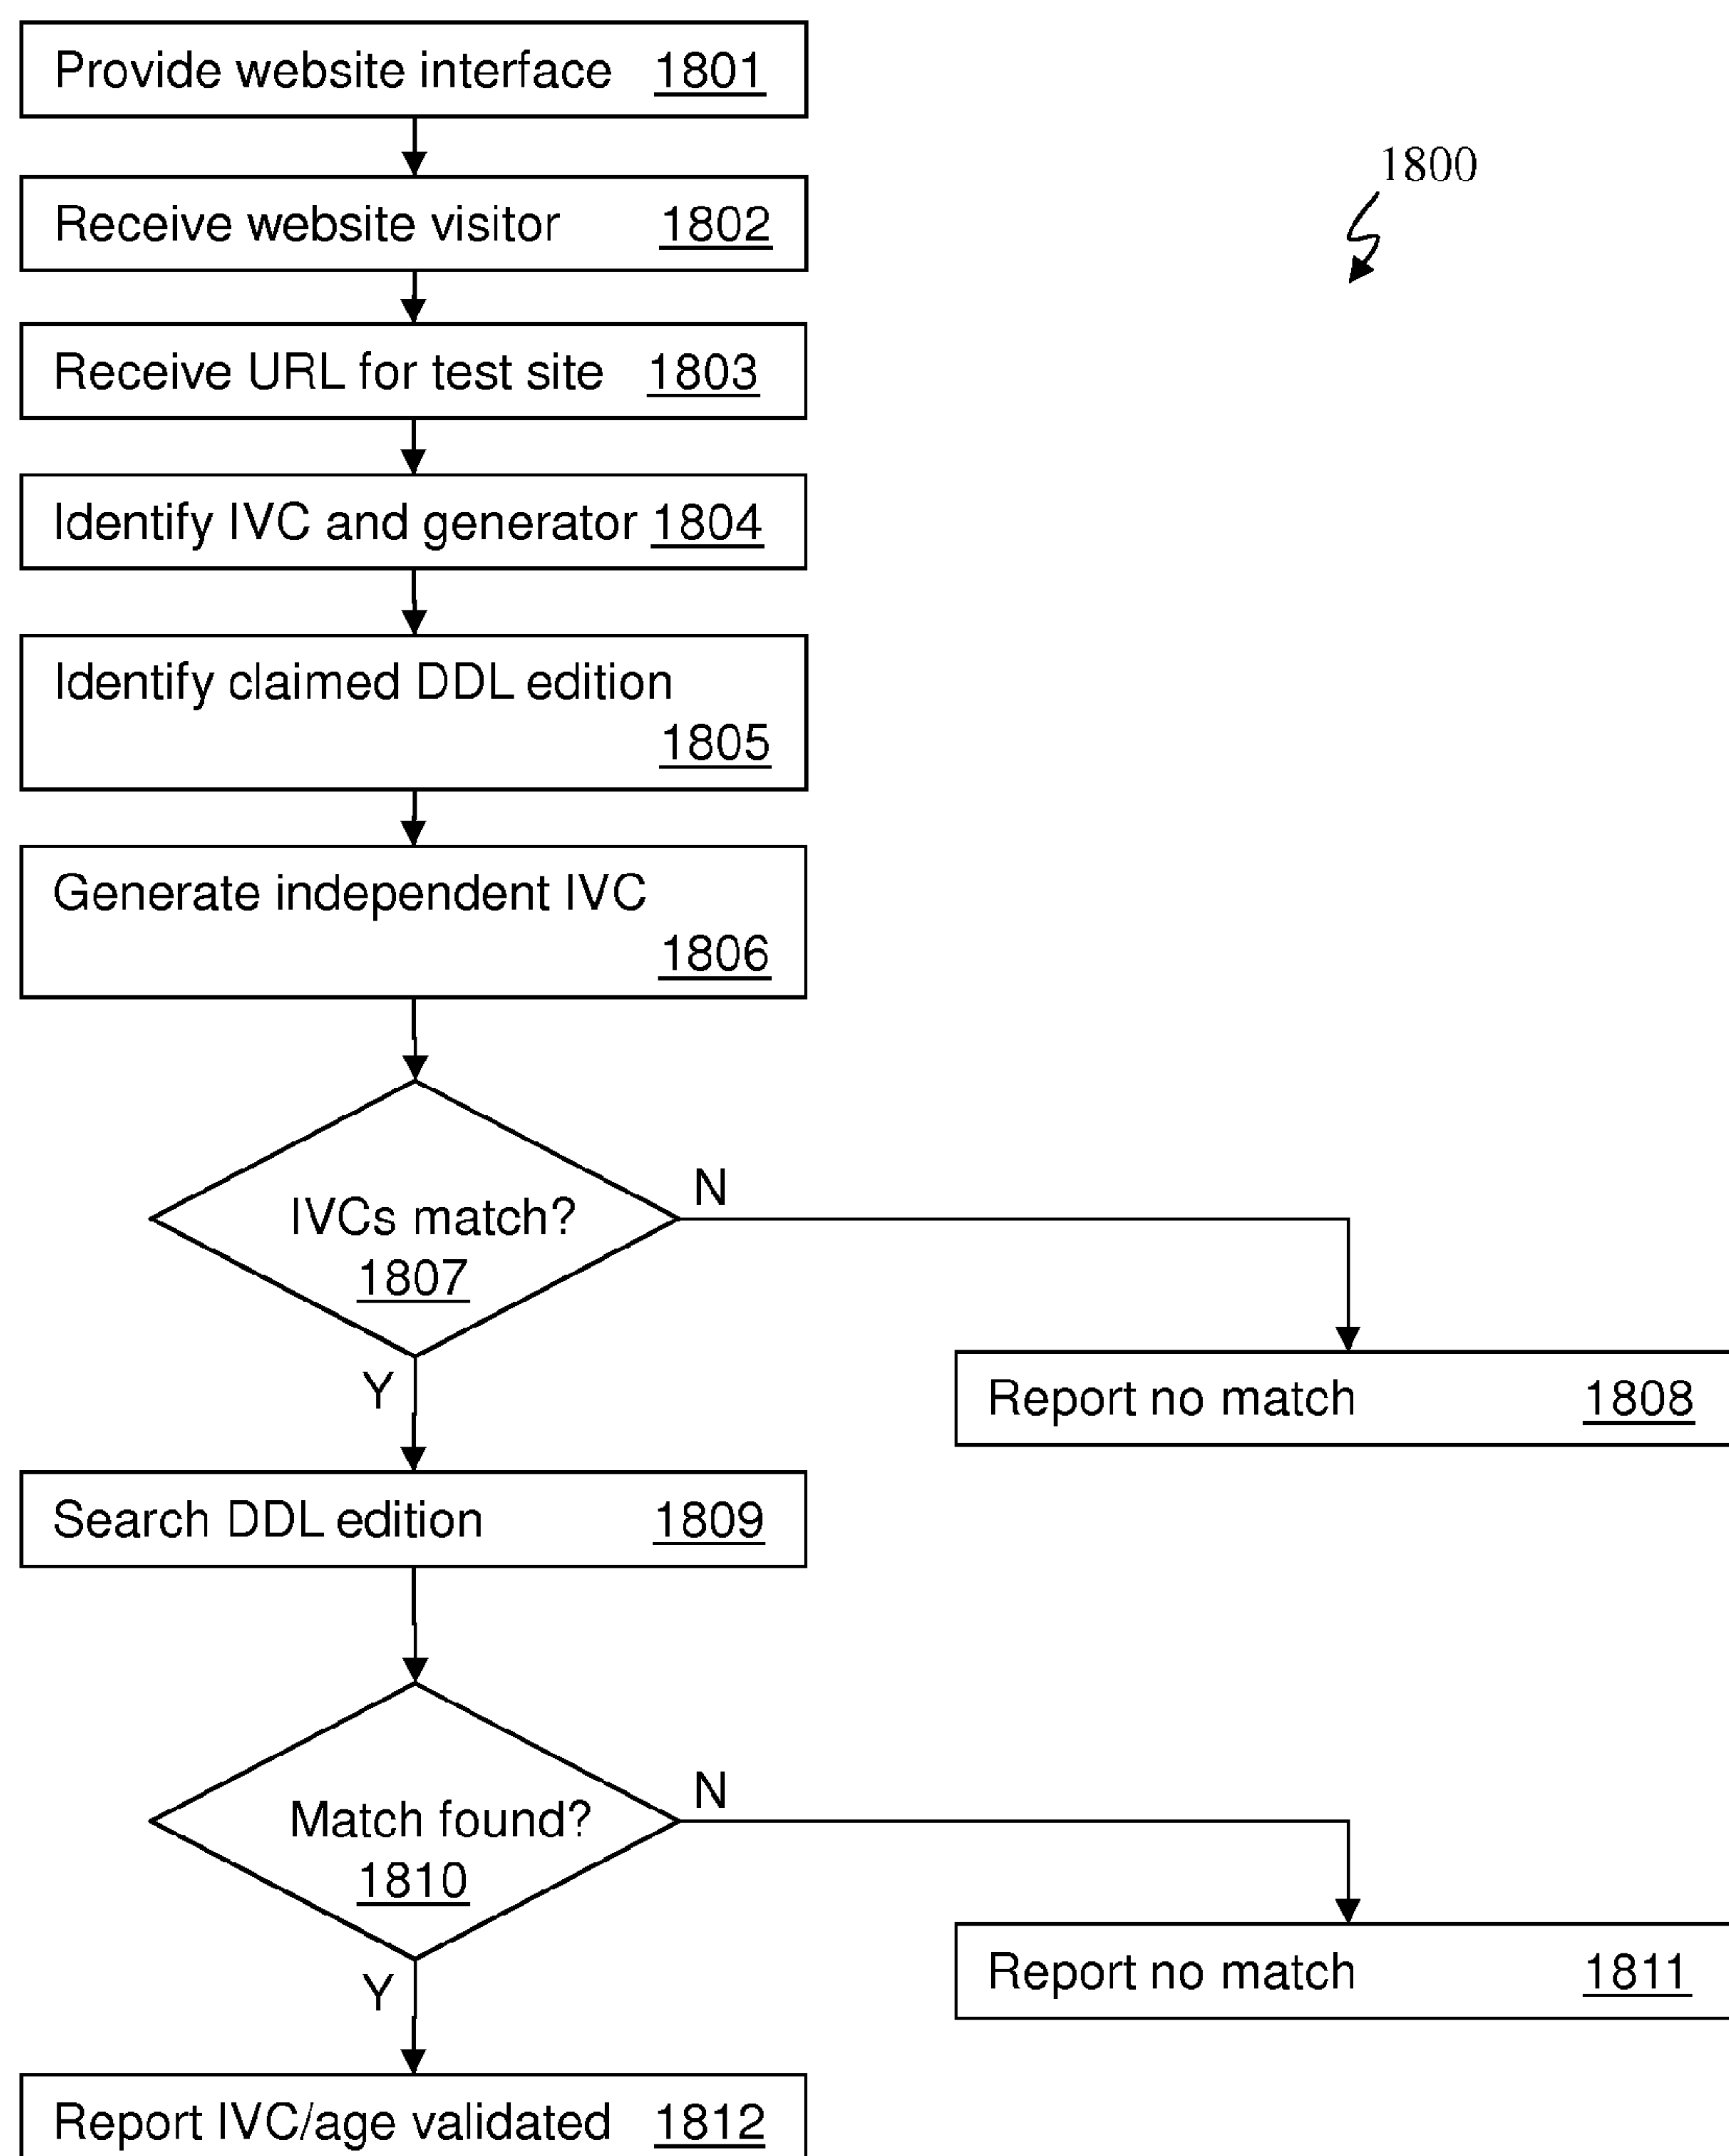 Provide website interface 1801
1800
Receive website visitor 1802
Receive URL for test site 1803
Identify IVC and generator 1804
Identify claimed DDL edition
1805
Generate independent IVC
1806
IVCs match?
1807
N
Y
Report no match 1808
Search DDL edition 1809
Match found?
1810
N
Y
Report no match 1811
Report IVC/age validated 1812